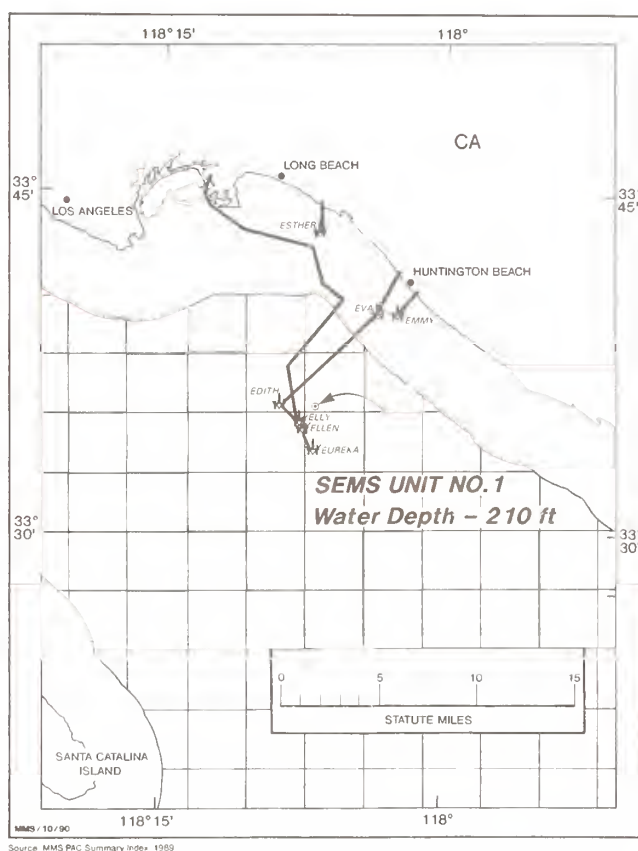 118° 15' 118°
CA
LONG BEACH
33° 45'
33° 45'
LOS ANGELES
ESTHER
HUNTINGTON BEACH
EVA
EMMY
EDITH
ELLY
ELLEN
EUREKA
SEMS UNIT NO. 1
Water Depth – 210 ft
33° 30'
33° 30'
0 5 10 15
STATUTE MILES
SANTA CATALINA
ISLAND
MMS / 10 / 90
118° 15' 118°
Source: MMS PAC Summary Index, 1989